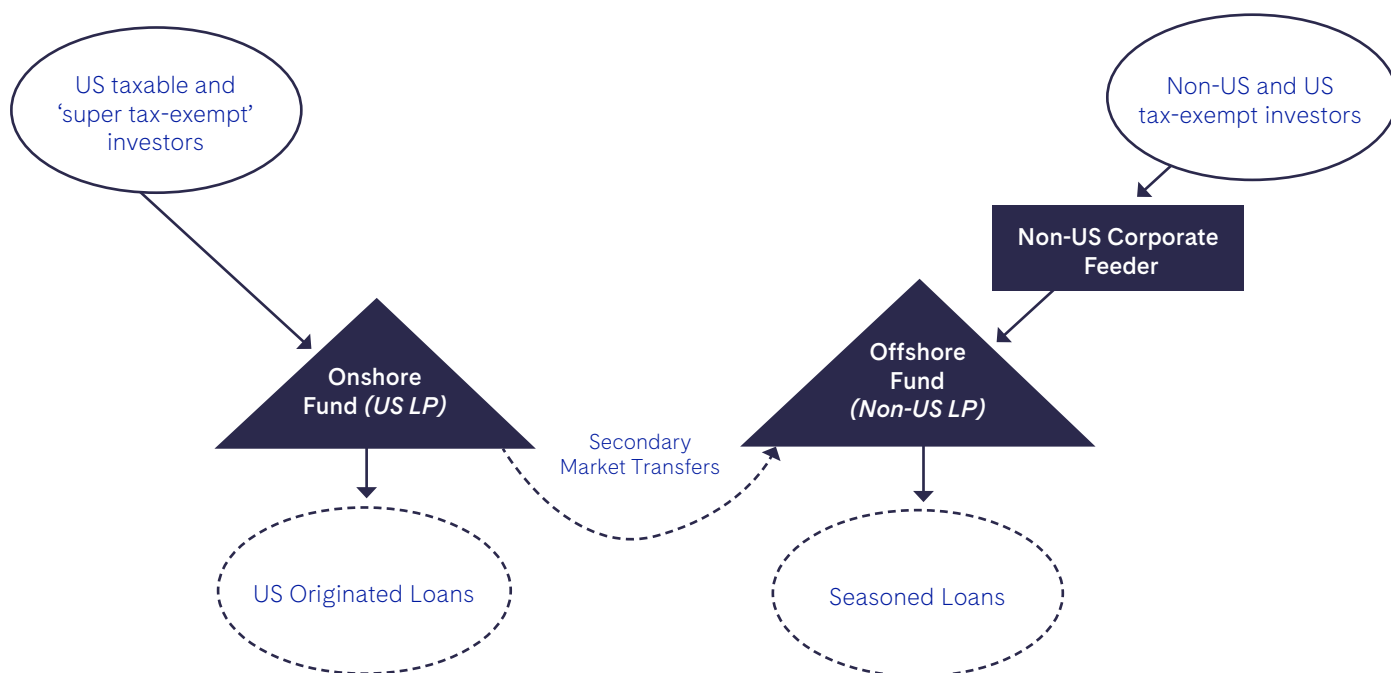 US taxable and
‘super tax-exempt’
investors
Non-US and US
tax-exempt investors
Non-US Corporate
Feeder
Onshore
Fund (US LP)
Offshore
Fund
(Non-US LP)
Secondary
Market Transfers
US Originated Loans
Seasoned Loans